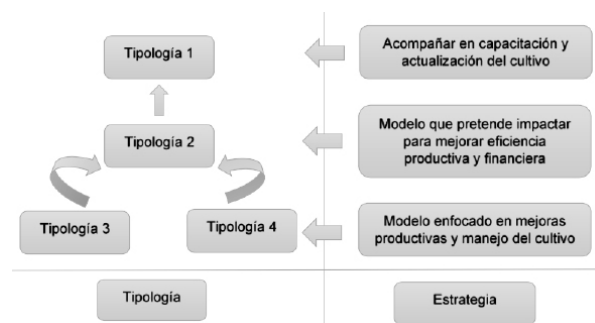 Tipología 1
Acompañar en capacitación y
actualización del cultivo
Tipología 2
Modelo que pretende impactar
para mejorar eficiencia
productiva y financiera
Tipología 3
Tipología 4
Modelo enfocado en mejoras
productivas y manejo del cultivo
Tipología
Estrategia